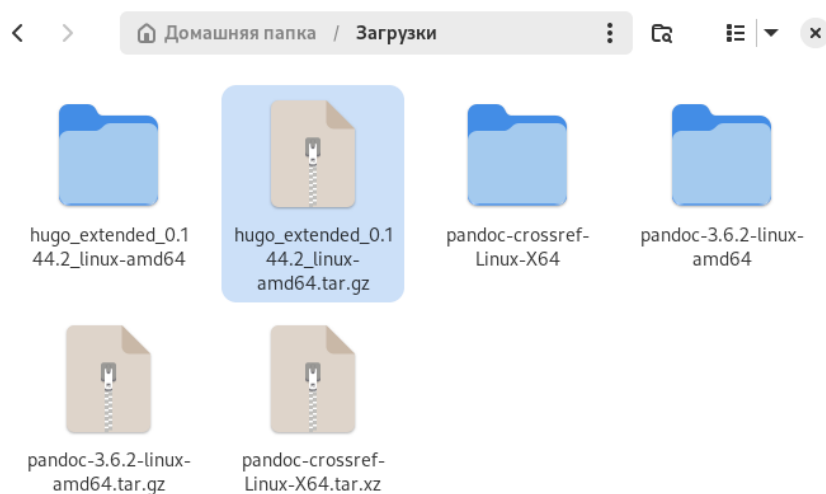 Домашняя папка / Загрузки
hugo_extended_0.1
44.2_linux-amd64
hugo_extended_0.1
44.2_linux-
amd64.tar.gz
pandoc-crossref-
Linux-X64
pandoc-3.6.2-linux-
amd64
pandoc-3.6.2-linux-
amd64.tar.gz
pandoc-crossref-
Linux-X64.tar.xz